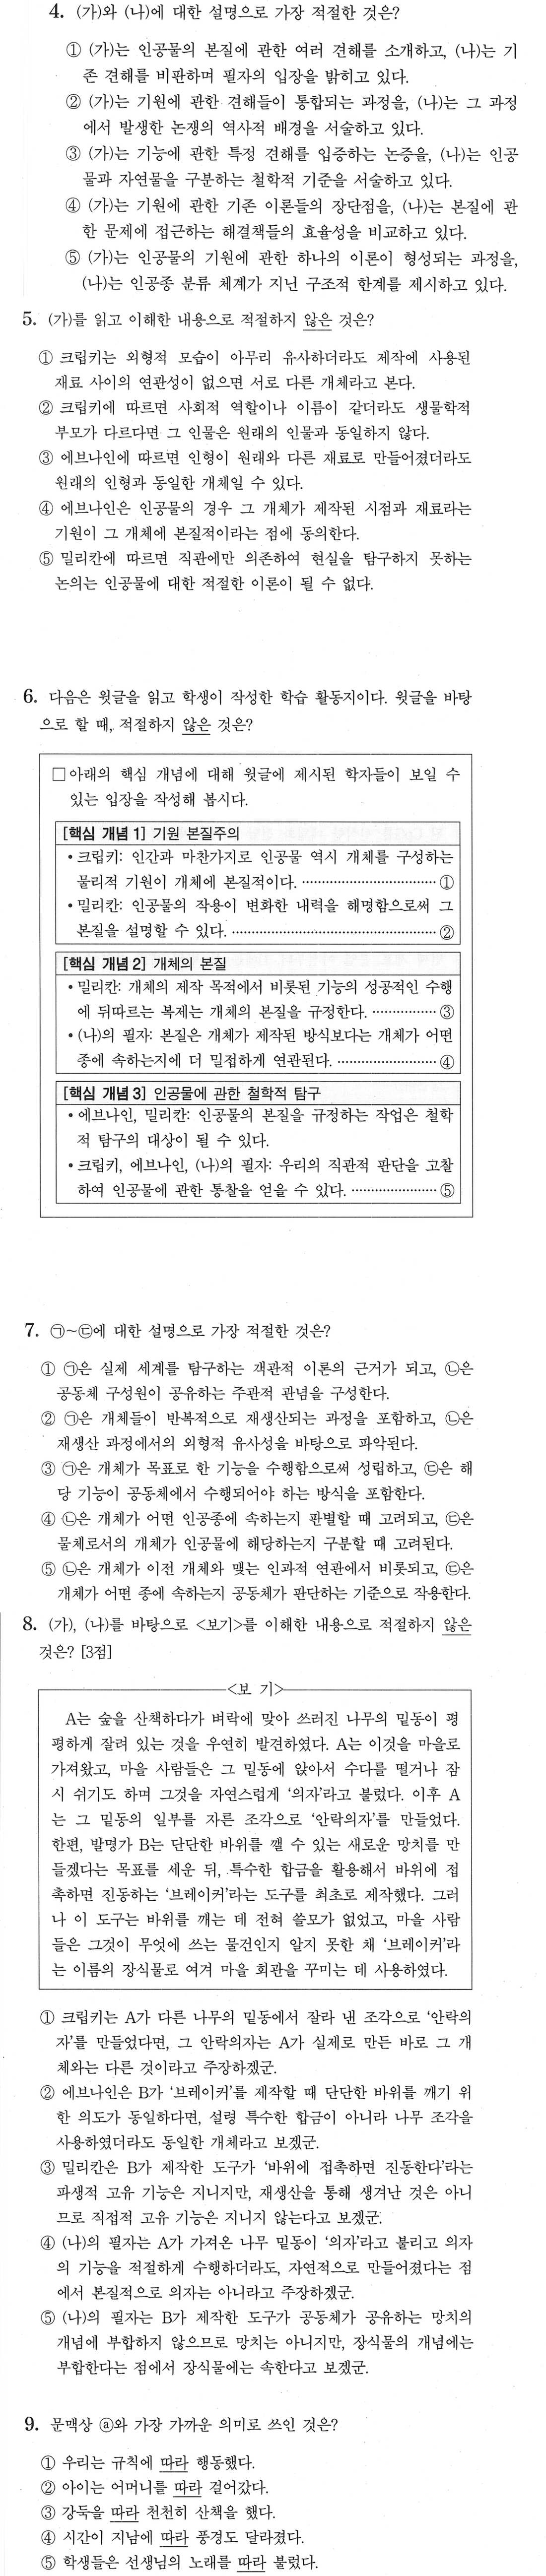 4. (가)와 (나)에 대한 설명으로 가장 적절한 것은?
① (가)는 인공물의 본질에 관한 여러 견해를 소개하고, (나)는 기
존 견해를 비판하며 필자의 입장을 밝히고 있다.
② (가)는 기원에 관한 견해들이 통합되는 과정을, (나)는 그 과정
에서 발생한 논쟁의 역사적 배경을 서술하고 있다.
③ (가)는 기능에 관한 특정 견해를 입증하는 논증을, (나)는 인공
물과 자연물을 구분하는 철학적 기준을 서술하고 있다.
④ (가)는 기원에 관한 기존 이론들의 장단점을, (나)는 본질에 관
한 문제에 접근하는 해결책들의 효율성을 비교하고 있다.
⑤ (가)는 인공물의 기원에 관한 하나의 이론이 형성되는 과정을,
(나)는 인공종 분류 체계가 지닌 구조적 한계를 제시하고 있다.
5. (가)를 읽고 이해한 내용으로 적절하지 않은 것은?
① 크립키는 외형적 모습이 아무리 유사하더라도 제작에 사용된
재료 사이의 연관성이 없으면 서로 다른 개체라고 본다.
② 크립키에 따르면 사회적 역할이나 이름이 같더라도 생물학적
부모가 다르다면 그 인물은 원래의 인물과 동일하지 않다.
③ 에브나인에 따르면 인형이 원래와 다른 재료로 만들어졌더라도
원래의 인형과 동일한 개체일 수 있다.
④ 에브나인은 인공물의 경우 그 개체가 제작된 시점과 재료라는
기원이 그 개체에 본질적이라는 점에 동의한다.
⑤ 밀리칸에 따르면 직관에만 의존하여 현실을 탐구하지 못하는
논의는 인공물에 대한 적절한 이론이 될 수 없다.
6. 다음은 윗글을 읽고 학생이 작성한 학습 활동지이다. 윗글을 바탕
으로 할 때, 적절하지 않은 것은?
□ 아래의 핵심 개념에 대해 윗글에 제시된 학자들이 보일 수
있는 입장을 작성해 봅시다.
[핵심 개념 1] 기원 본질주의
• 크립키: 인간과 마찬가지로 인공물 역시 개체를 구성하는
물리적 기원이 개체에 본질적이다. ……………………… ①
• 밀리칸: 인공물의 작용이 변화한 내력을 해명함으로써 그
본질을 설명할 수 있다. …………………………………… ②
[핵심 개념 2] 개체의 본질
• 밀리칸: 개체의 제작 목적에서 비롯된 기능의 성공적인 수행
에 뒤따르는 복제는 개체의 본질을 규정한다. …………… ③
• (나)의 필자: 본질은 개체가 제작된 방식보다는 개체가 어떤
종에 속하는지에 더 밀접하게 연관된다. ………………… ④
[핵심 개념 3] 인공물에 관한 철학적 탐구
• 에브나인, 밀리칸: 인공물의 본질을 규정하는 작업은 철학
적 탐구의 대상이 될 수 있다.
• 크립키, 에브나인, (나)의 필자: 우리의 직관적 판단을 고찰
하여 인공물에 관한 통찰을 얻을 수 있다. ……………… ⑤
7. ㉠~㉢에 대한 설명으로 가장 적절한 것은?
① ㉠은 실제 세계를 탐구하는 객관적 이론의 근거가 되고, ㉡은
공동체 구성원이 공유하는 주관적 관념을 구성한다.
② ㉠은 개체들이 반복적으로 재생산되는 과정을 포함하고, ㉡은
재생산 과정에서의 외형적 유사성을 바탕으로 파악된다.
③ ㉠은 개체가 목표로 한 기능을 수행함으로써 성립하고, ㉢은 해
당 기능이 공동체에서 수행되어야 하는 방식을 포함한다.
④ ㉡은 개체가 어떤 인공종에 속하는지 판별할 때 고려되고, ㉢은
물체로서의 개체가 인공물에 해당하는지 구분할 때 고려된다.
⑤ ㉡은 개체가 이전 개체와 맺는 인과적 연관에서 비롯되고, ㉢은
개체가 어떤 종에 속하는지 공동체가 판단하는 기준으로 작용한다.
8. (가), (나)를 바탕으로 <보기>를 이해한 내용으로 적절하지 않은
것은? [3점]
<보 기>
A는 숲을 산책하다가 벼락에 맞아 쓰러진 나무의 밑동이 평
평하게 잘려 있는 것을 우연히 발견하였다. A는 이것을 마을로
가져왔고, 마을 사람들은 그 밑동에 앉아서 수다를 떨거나 잠
시 쉬기도 하며 그것을 자연스럽게 ‘의자’라고 불렀다. 이후 A
는 그 밑동의 일부를 자른 조각으로 ‘안락의자’를 만들었다.
한편, 발명가 B는 단단한 바위를 깰 수 있는 새로운 망치를 만
들겠다는 목표를 세운 뒤, 특수한 합금을 활용해서 바위에 접
촉하면 진동하는 ‘브레이커’라는 도구를 최초로 제작했다. 그러
나 이 도구는 바위를 깨는 데 전혀 쓸모가 없었고, 마을 사람
들은 그것이 무엇에 쓰는 물건인지 알지 못한 채 ‘브레이커’라
는 이름의 장식물로 여겨 마을 회관을 꾸미는 데 사용하였다.
① 크립키는 A가 다른 나무의 밑동에서 잘라 낸 조각으로 ‘안락의
자’를 만들었다면, 그 안락의자는 A가 실제로 만든 바로 그 개
체와는 다른 것이라고 주장하겠군.
② 에브나인은 B가 ‘브레이커’를 제작할 때 단단한 바위를 깨기 위
한 의도가 동일하다면, 설령 특수한 합금이 아니라 나무 조각을
사용하였더라도 동일한 개체라고 보겠군.
③ 밀리칸은 B가 제작한 도구가 ‘바위에 접촉하면 진동한다’라는
파생적 고유 기능은 지니지만, 재생산을 통해 생겨난 것은 아니
므로 직접적 고유 기능은 지니지 않는다고 보겠군.
④ (나)의 필자는 A가 가져온 나무 밑동이 ‘의자’라고 불리고 의자
의 기능을 적절하게 수행하더라도, 자연적으로 만들어졌다는 점
에서 본질적으로 의자는 아니라고 주장하겠군.
⑤ (나)의 필자는 B가 제작한 도구가 공동체가 공유하는 망치의
개념에 부합하지 않으므로 망치는 아니지만, 장식물의 개념에는
부합한다는 점에서 장식물에는 속한다고 보겠군.
9. 문맥상 ⓐ와 가장 가까운 의미로 쓰인 것은?
① 우리는 규칙에 따라 행동했다.
② 아이는 어머니를 따라 걸어갔다.
③ 강둑을 따라 천천히 산책을 했다.
④ 시간이 지남에 따라 풍경도 달라졌다.
⑤ 학생들은 선생님의 노래를 따라 불렀다.